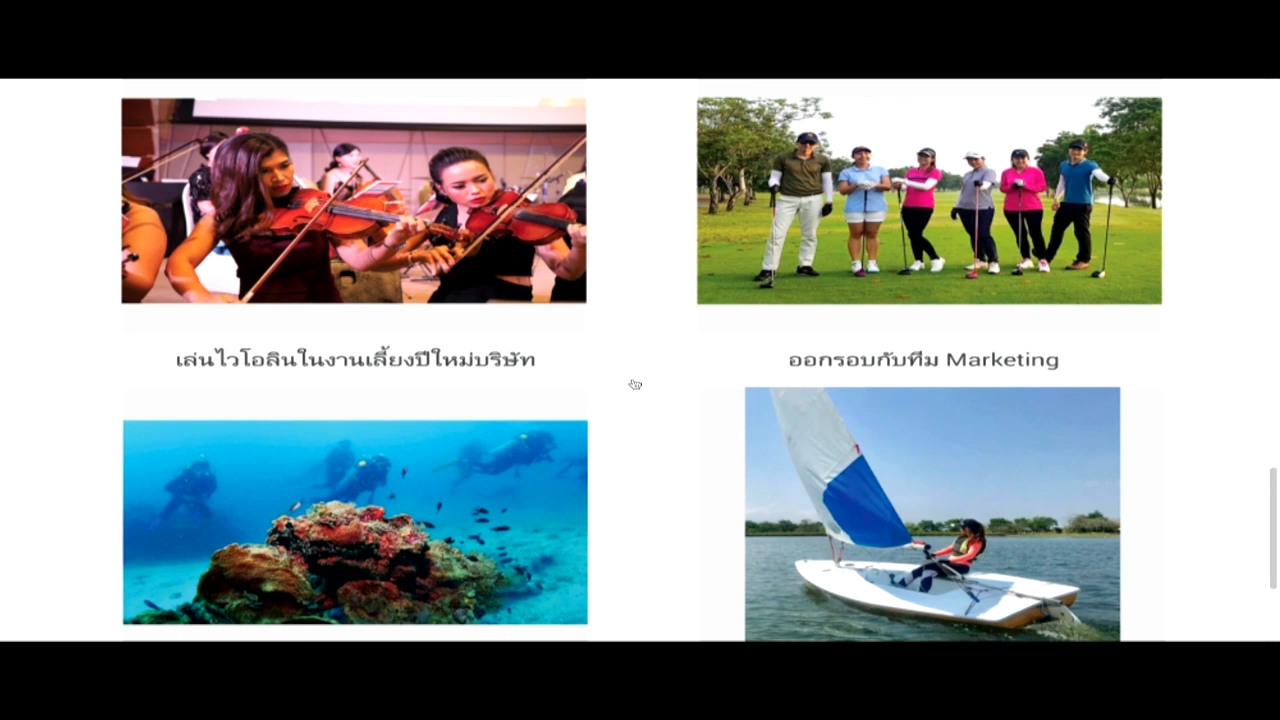 เล่นไวโอลินในงานเลี้ยงปีใหม่บริษัท
ออกรอบกับทีม Marketing